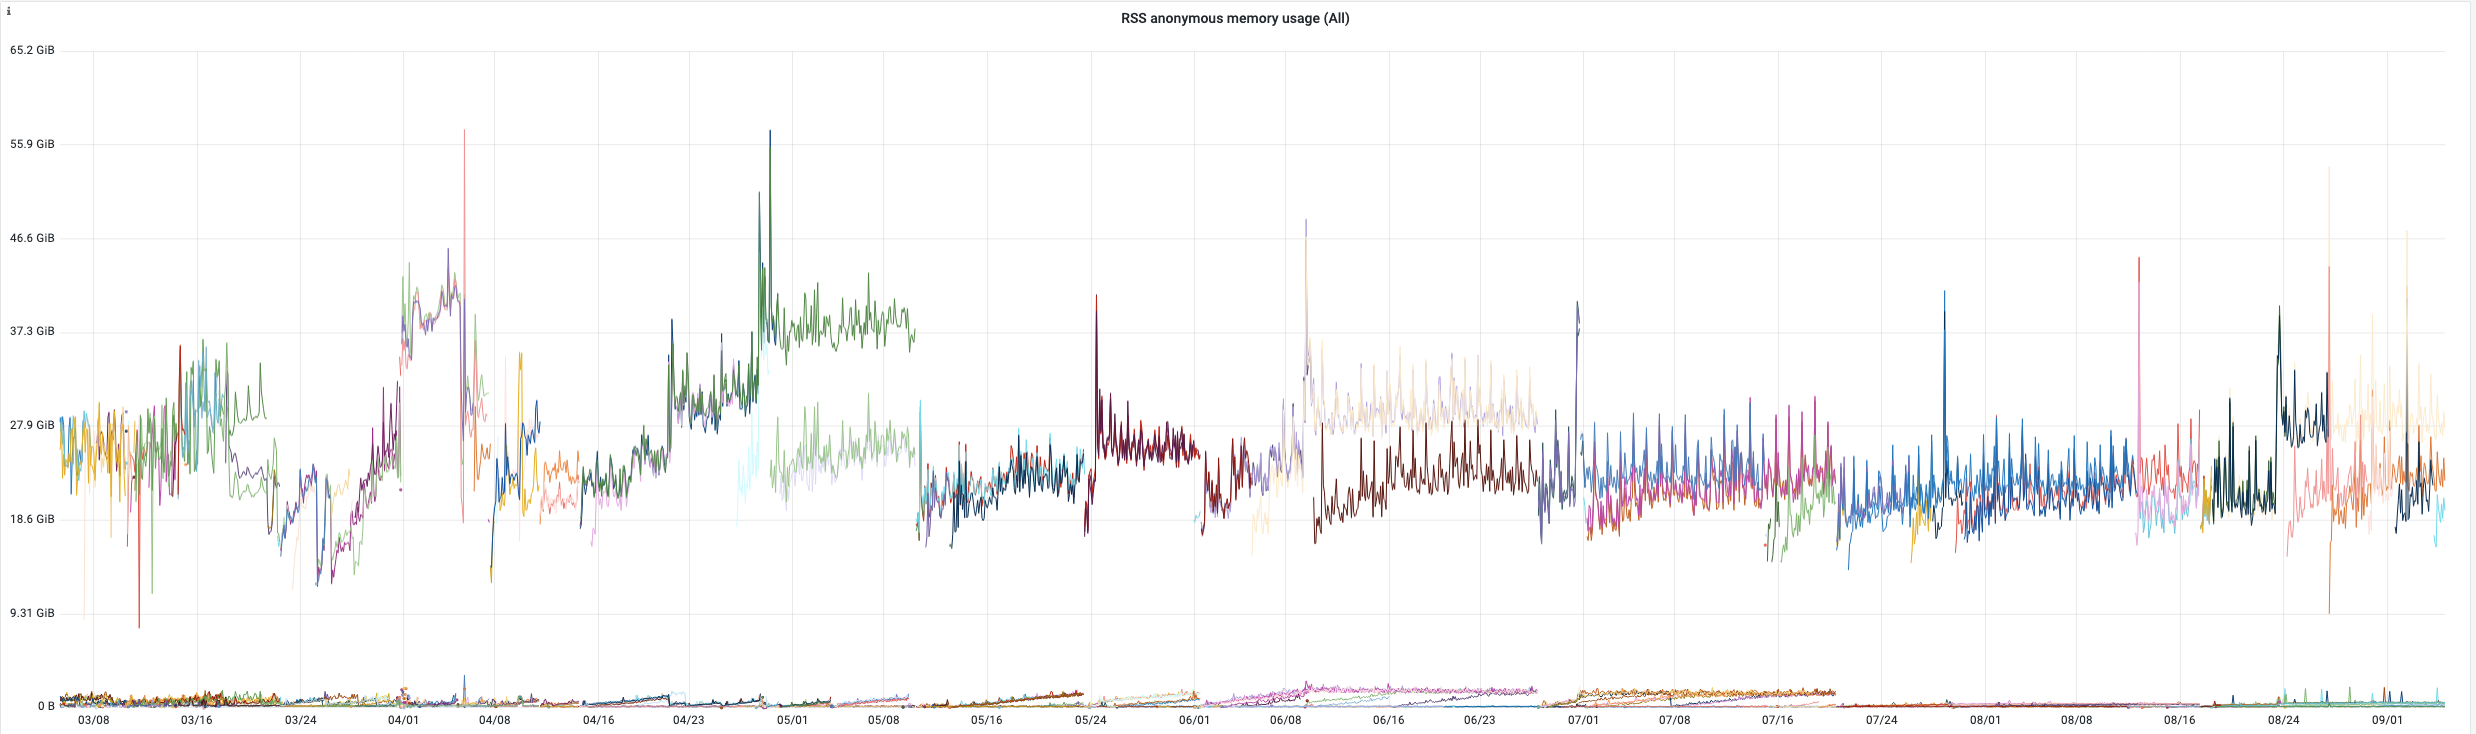 i
RSS anonymous memory usage (All)
65.2 GiB
55.9 GiB
46.6 GiB
37.3 GiB
27.9 GiB
18.6 GiB
9.31 GiB
0 B
03/08 03/16 03/24 04/01 04/08 04/16 04/23 05/01 05/08 05/16 05/24 06/01 06/08 06/16 06/23 07/01 07/08 07/16 07/24 08/01 08/08 08/16 08/24 09/01